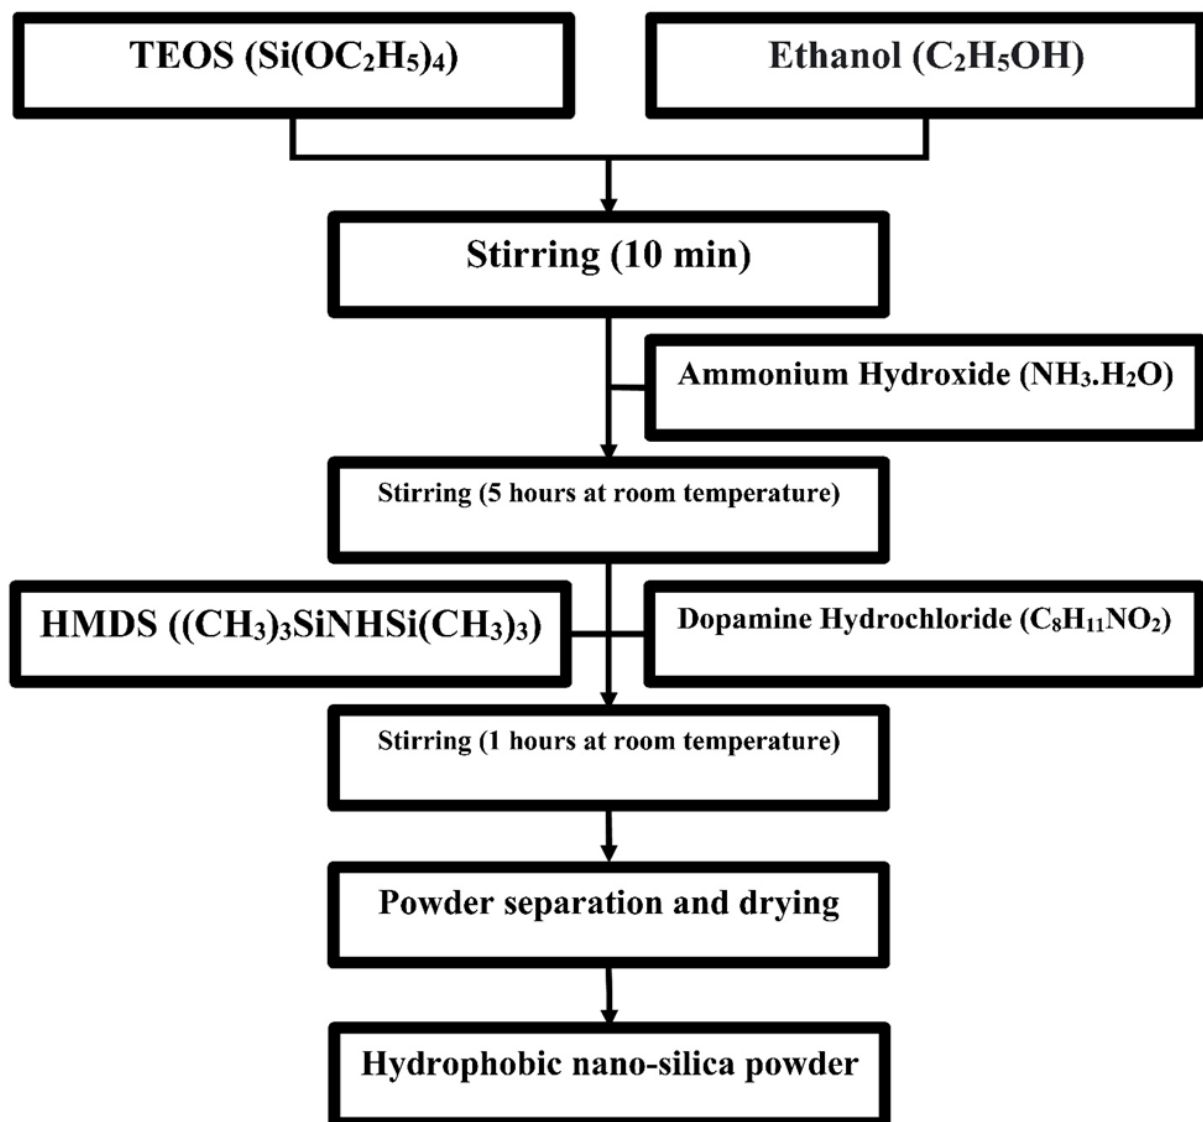 TEOS (Si(OC₂H₅)₄)
Ethanol (C₂H₅OH)
Stirring (10 min)
Ammonium Hydroxide (NH₃.H₂O)
Stirring (5 hours at room temperature)
HMDS ((CH₃)₃SiNHSi(CH₃)₃)
Dopamine Hydrochloride (C₈H₁₁NO₂)
Stirring (1 hours at room temperature)
Powder separation and drying
Hydrophobic nano-silica powder